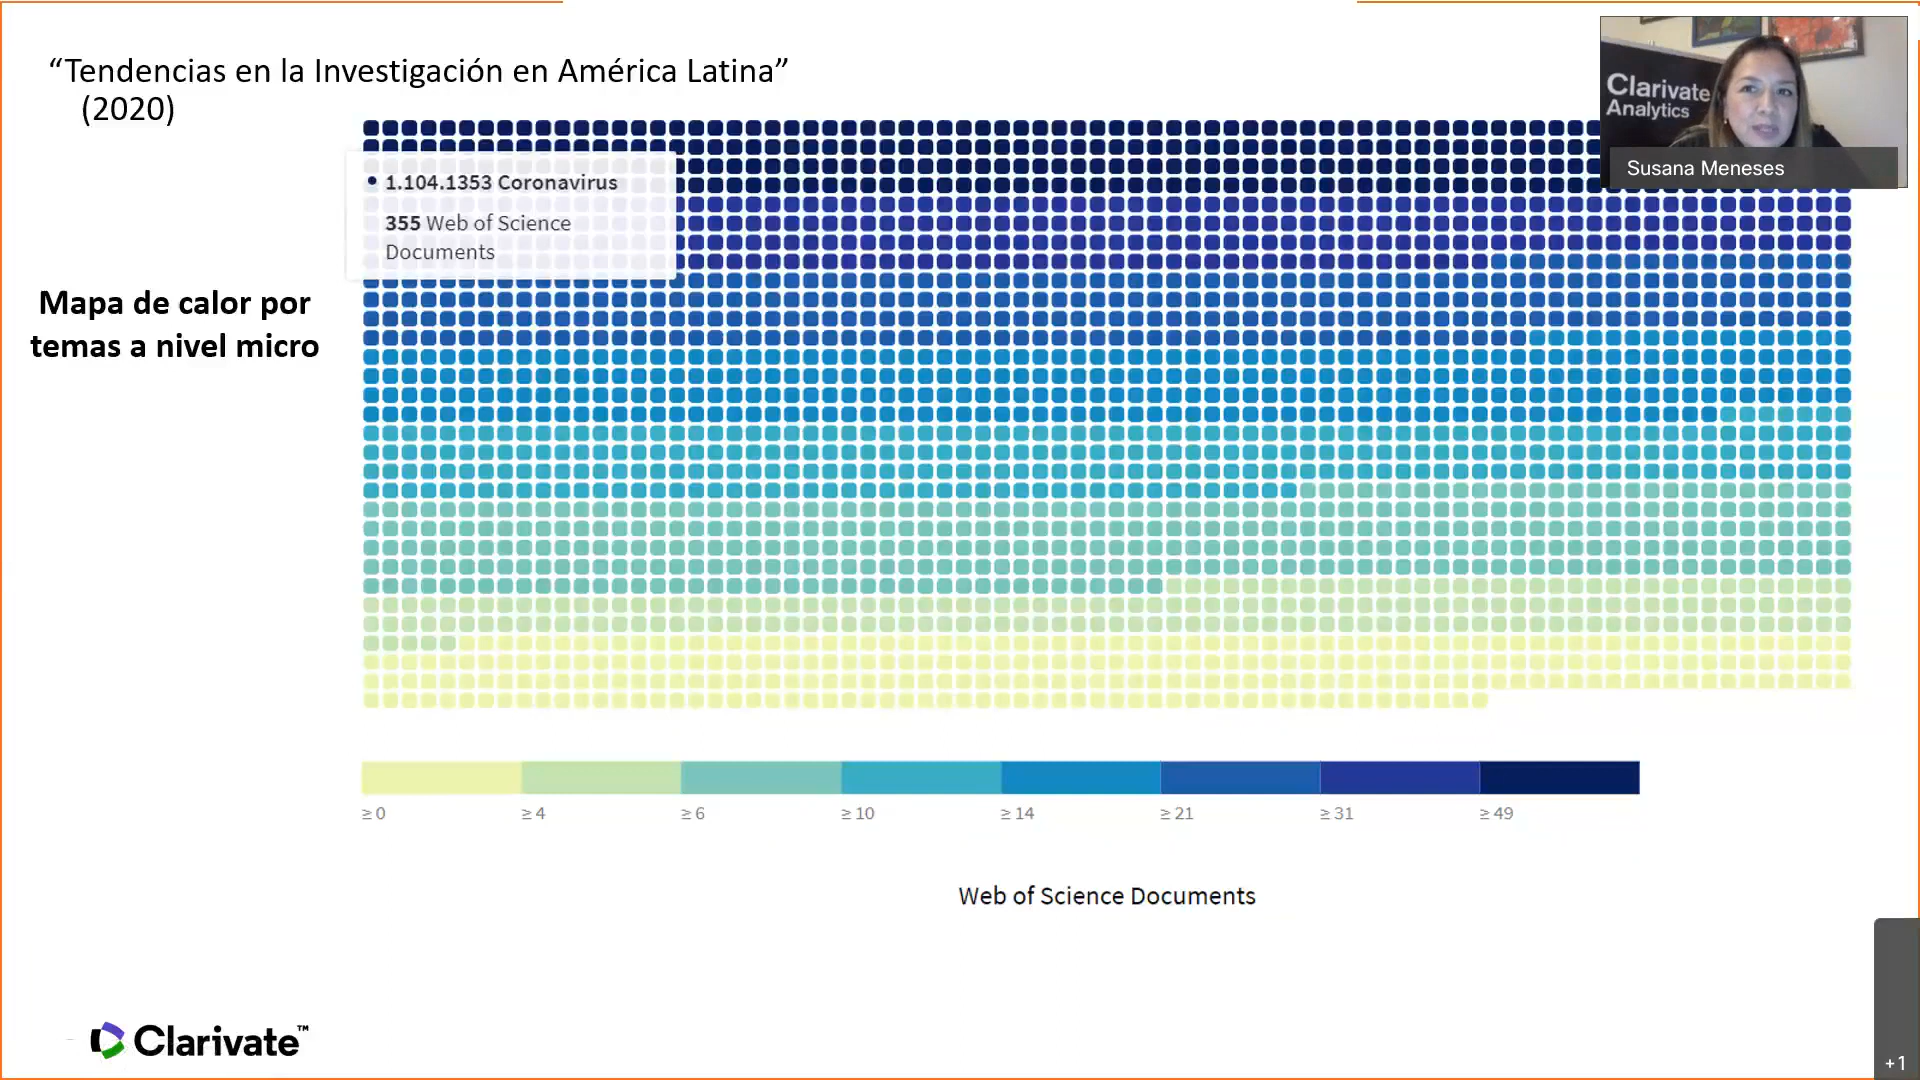 “Tendencias en la Investigación en América Latina”
(2020)
Clarivate
Analytics
Susana Meneses
1.104.1353 Coronavirus
355 Web of Science
Documents
Mapa de calor por
temas a nivel micro
≥ 0 ≥ 4 ≥ 6 ≥ 10 ≥ 14 ≥ 21 ≥ 31 ≥ 49
Web of Science Documents
Clarivate™
+1